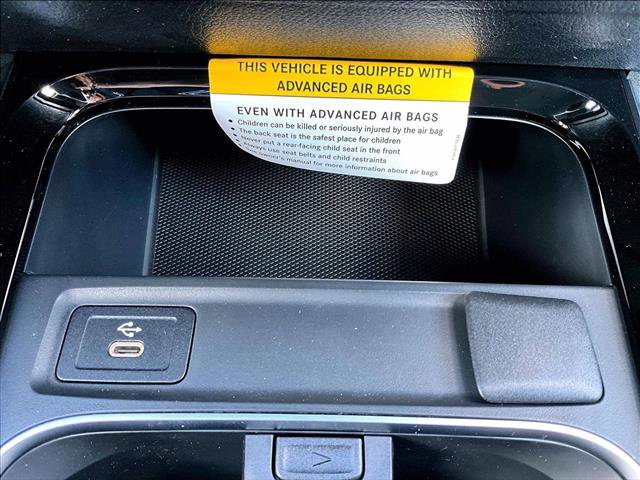 THIS VEHICLE IS EQUIPPED WITH
ADVANCED AIR BAGS
EVEN WITH ADVANCED AIR BAGS
• Children can be killed or seriously injured by the air bag
• The back seat is the safest place for children
• Never put a rear-facing child seat in the front
• Always use seat belts and child restraints
owner's manual for more information about air bags